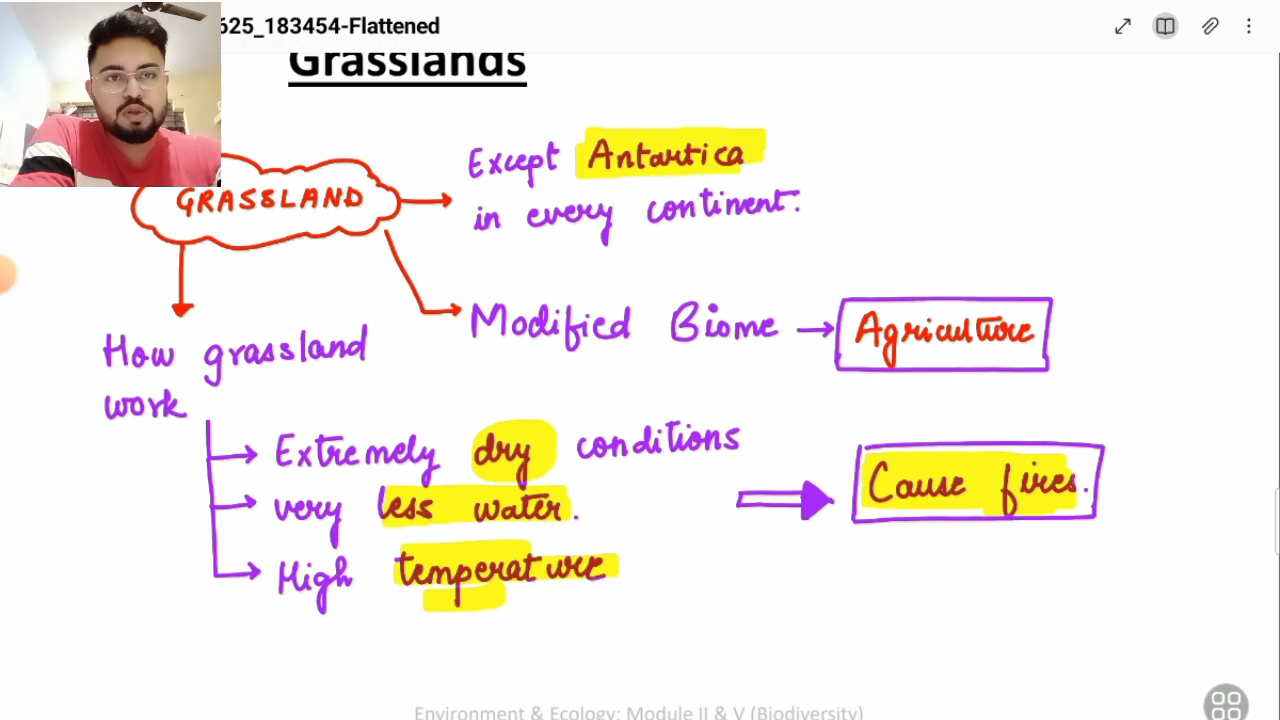 625_183454-Flattened
Grasslands
GRASSLAND
Except Antartica
in every continent.
Modified Biome → Agriculture
How grassland
work
Extremely dry conditions
very less water.
High temperature
Cause fires.
Environment & Ecology: Module II & V (Biodiversity)